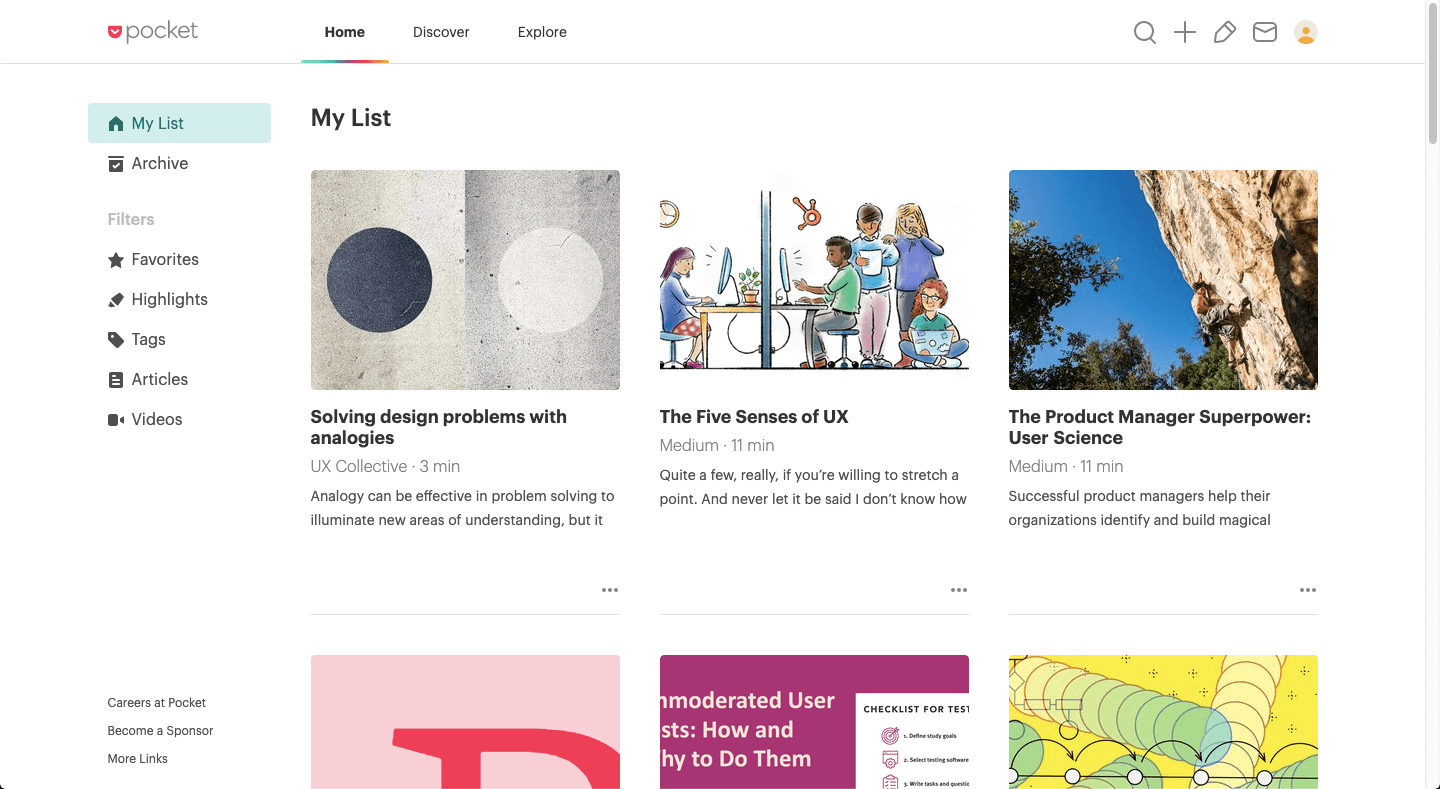 pocket
Home
Discover
Explore
My List
Archive
Filters
Favorites
Highlights
Tags
Articles
Videos
Careers at Pocket
Become a Sponsor
More Links
My List
Solving design problems with
analogies
UX Collective · 3 min
Analogy can be effective in problem solving to
illuminate new areas of understanding, but it
The Five Senses of UX
Medium · 11 min
Quite a few, really, if you’re willing to stretch a
point. And never let it be said I don’t know how
The Product Manager Superpower:
User Science
Medium · 11 min
Successful product managers help their
organizations identify and build magical
nmoderated User
sts: How and
hy to Do Them
CHECKLIST FOR TEST
1. Define study goals
2. Select testing software
3. Write tasks and questio